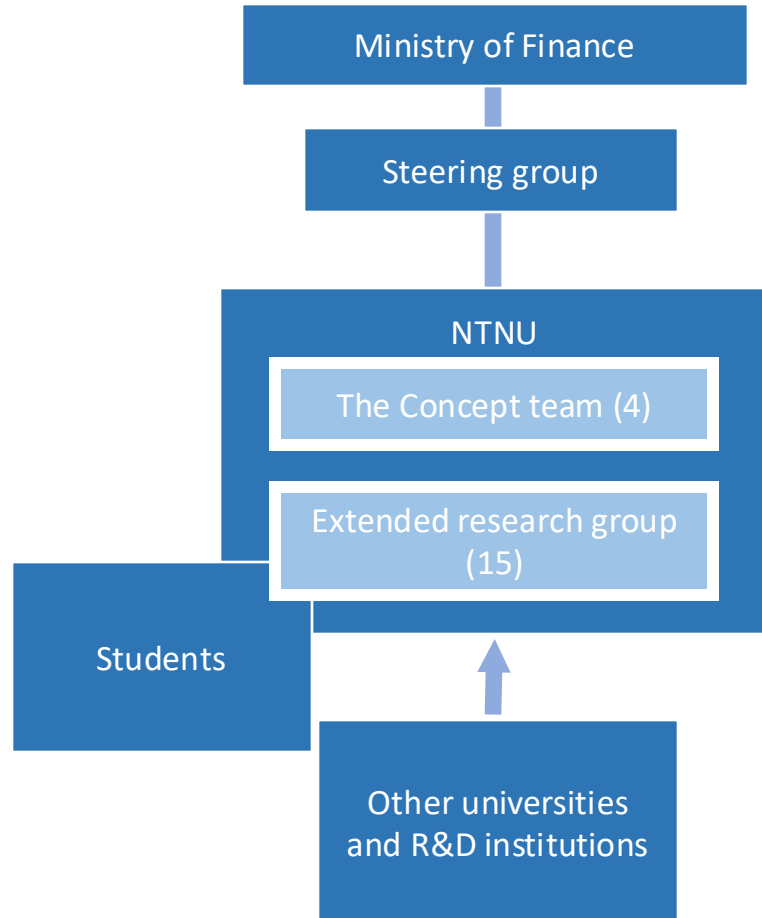 Ministry of Finance
Steering group
NTNU
The Concept team (4)
Extended research group
(15)
Students
Other universities
and R&D institutions